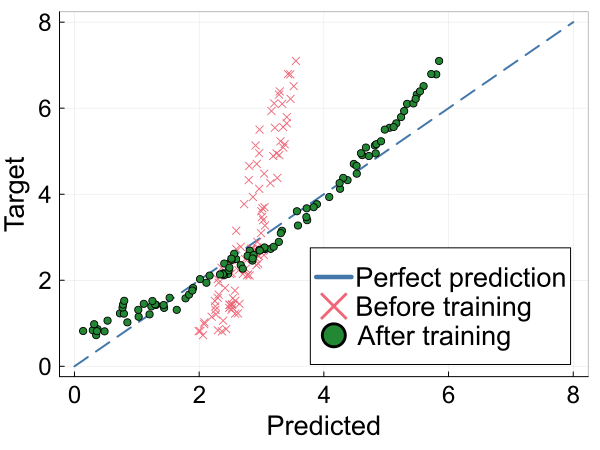 8
6
4
2
0
Target
Perfect prediction
Before training
After training
0 2 4 6 8
Predicted